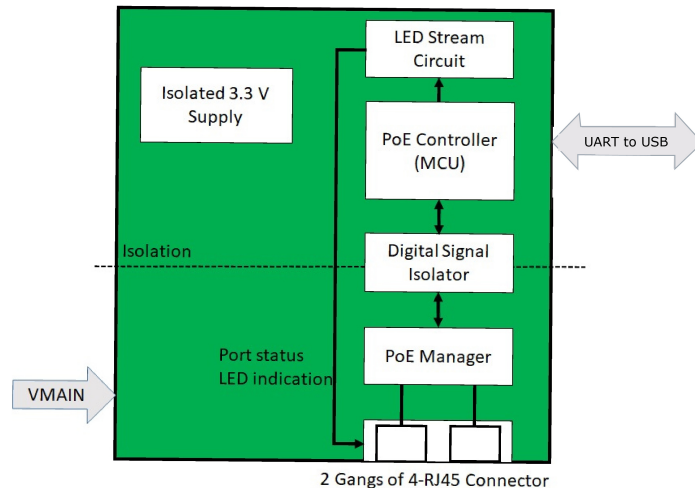 LED Stream
Circuit
Isolated 3.3 V
Supply
PoE Controller
(MCU)
UART to USB
Isolation
Digital Signal
Isolator
Port status
LED indication
PoE Manager
VMAIN
2 Gangs of 4-RJ45 Connector